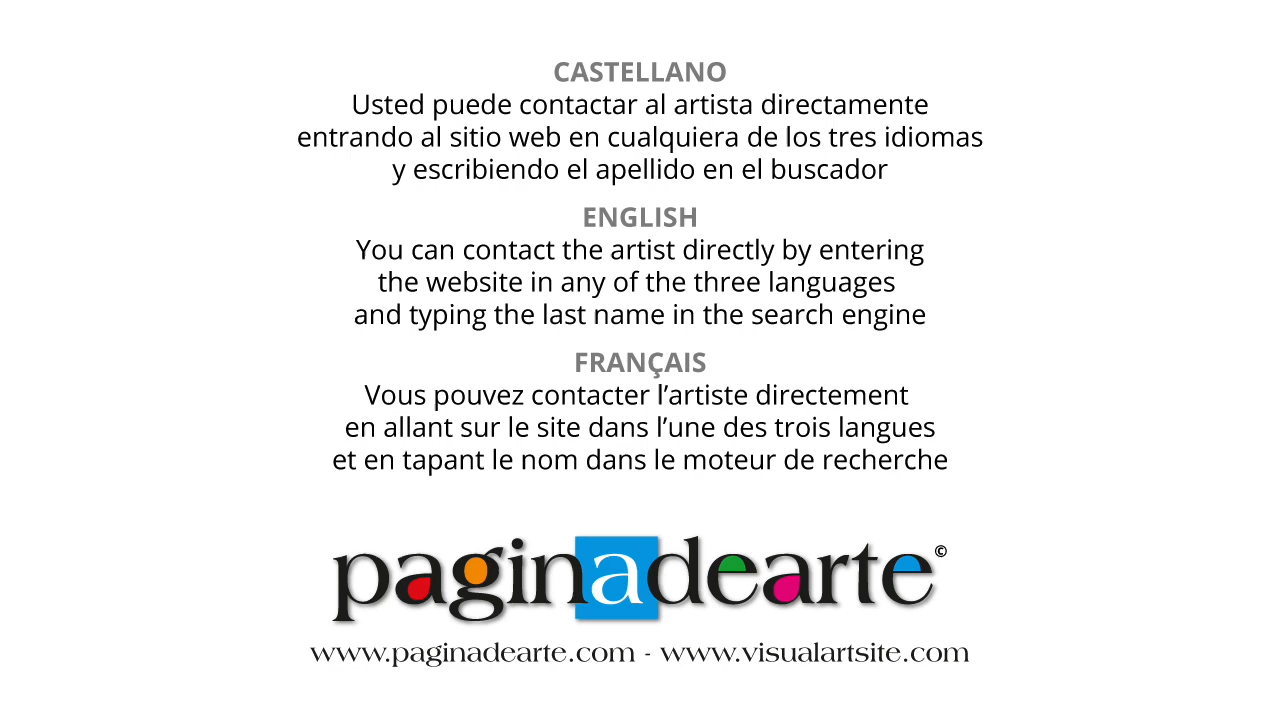 CASTELLANO
Usted puede contactar al artista directamente
entrando al sitio web en cualquiera de los tres idiomas
y escribiendo el apellido en el buscador
ENGLISH
You can contact the artist directly by entering
the website in any of the three languages
and typing the last name in the search engine
FRANÇAIS
Vous pouvez contacter l’artiste directement
en allant sur le site dans l’une des trois langues
et en tapant le nom dans le moteur de recherche
paginadearte©
www.paginadearte.com - www.visualartsite.com